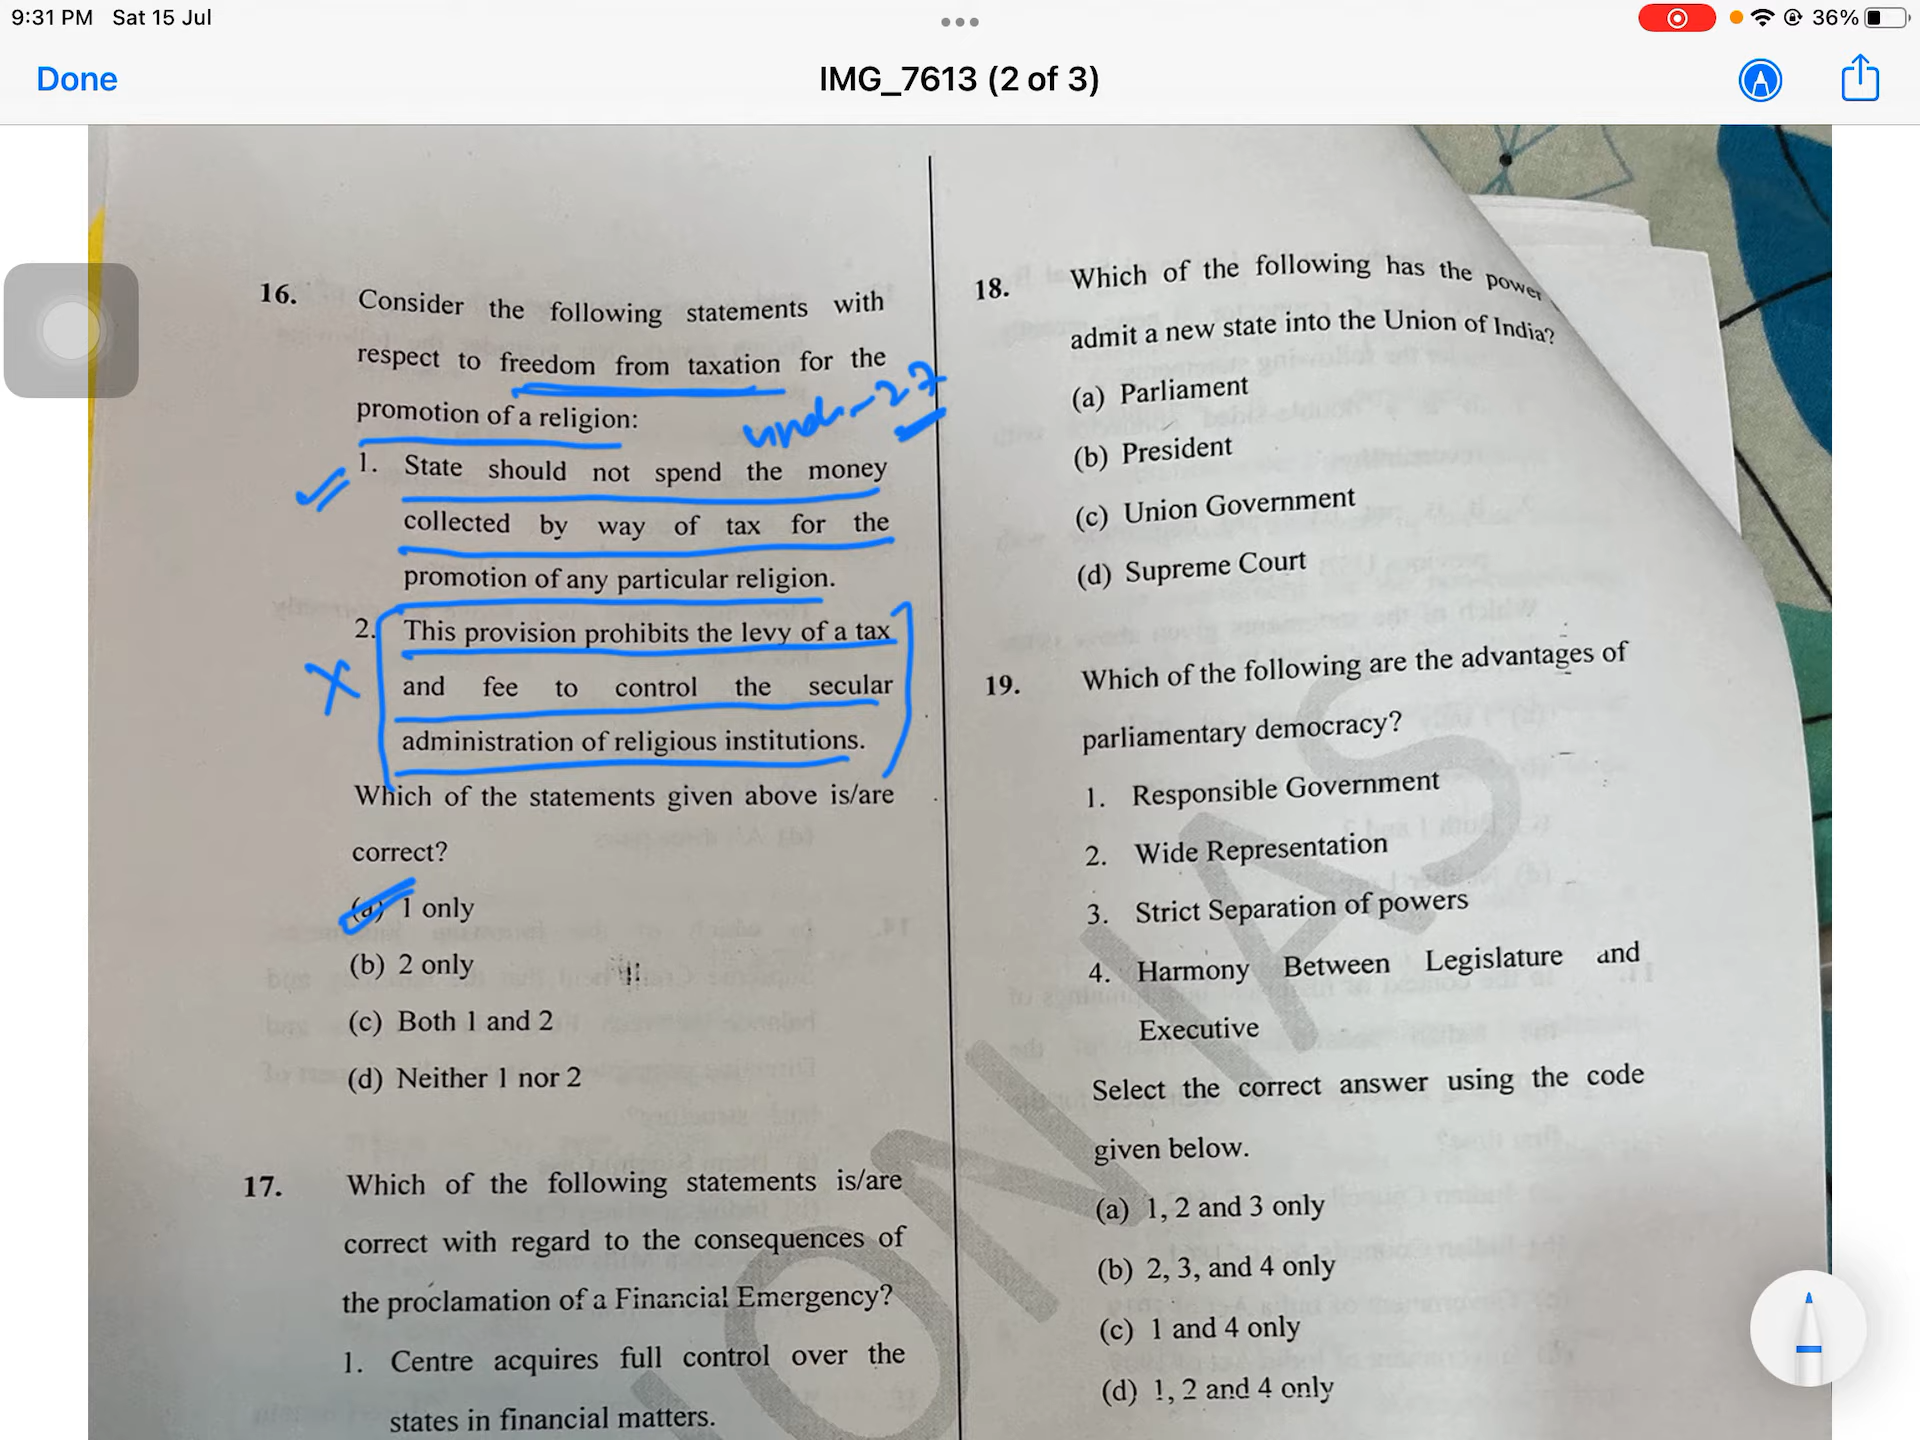 9:31 PM Sat 15 Jul
36%
Done
IMG_7613 (2 of 3)
16. Consider the following statements with
respect to freedom from taxation for the
promotion of a religion:
27
1. State should not spend the money
collected by way of tax for the
promotion of any particular religion.
2. This provision prohibits the levy of a tax
and fee to control the secular
administration of religious institutions.
Which of the statements given above is/are
correct?
(a) 1 only
(b) 2 only
(c) Both 1 and 2
(d) Neither 1 nor 2
17. Which of the following statements is/are
correct with regard to the consequences of
the proclamation of a Financial Emergency?
1. Centre acquires full control over the
states in financial matters.
18. Which of the following has the power
admit a new state into the Union of India?
(a) Parliament
(b) President
(c) Union Government
(d) Supreme Court
19. Which of the following are the advantages of
parliamentary democracy?
1. Responsible Government
2. Wide Representation
3. Strict Separation of powers
4. Harmony Between Legislature and
Executive
Select the correct answer using the code
given below.
(a) 1, 2 and 3 only
(b) 2, 3, and 4 only
(c) 1 and 4 only
(d) 1, 2 and 4 only
ION IAS